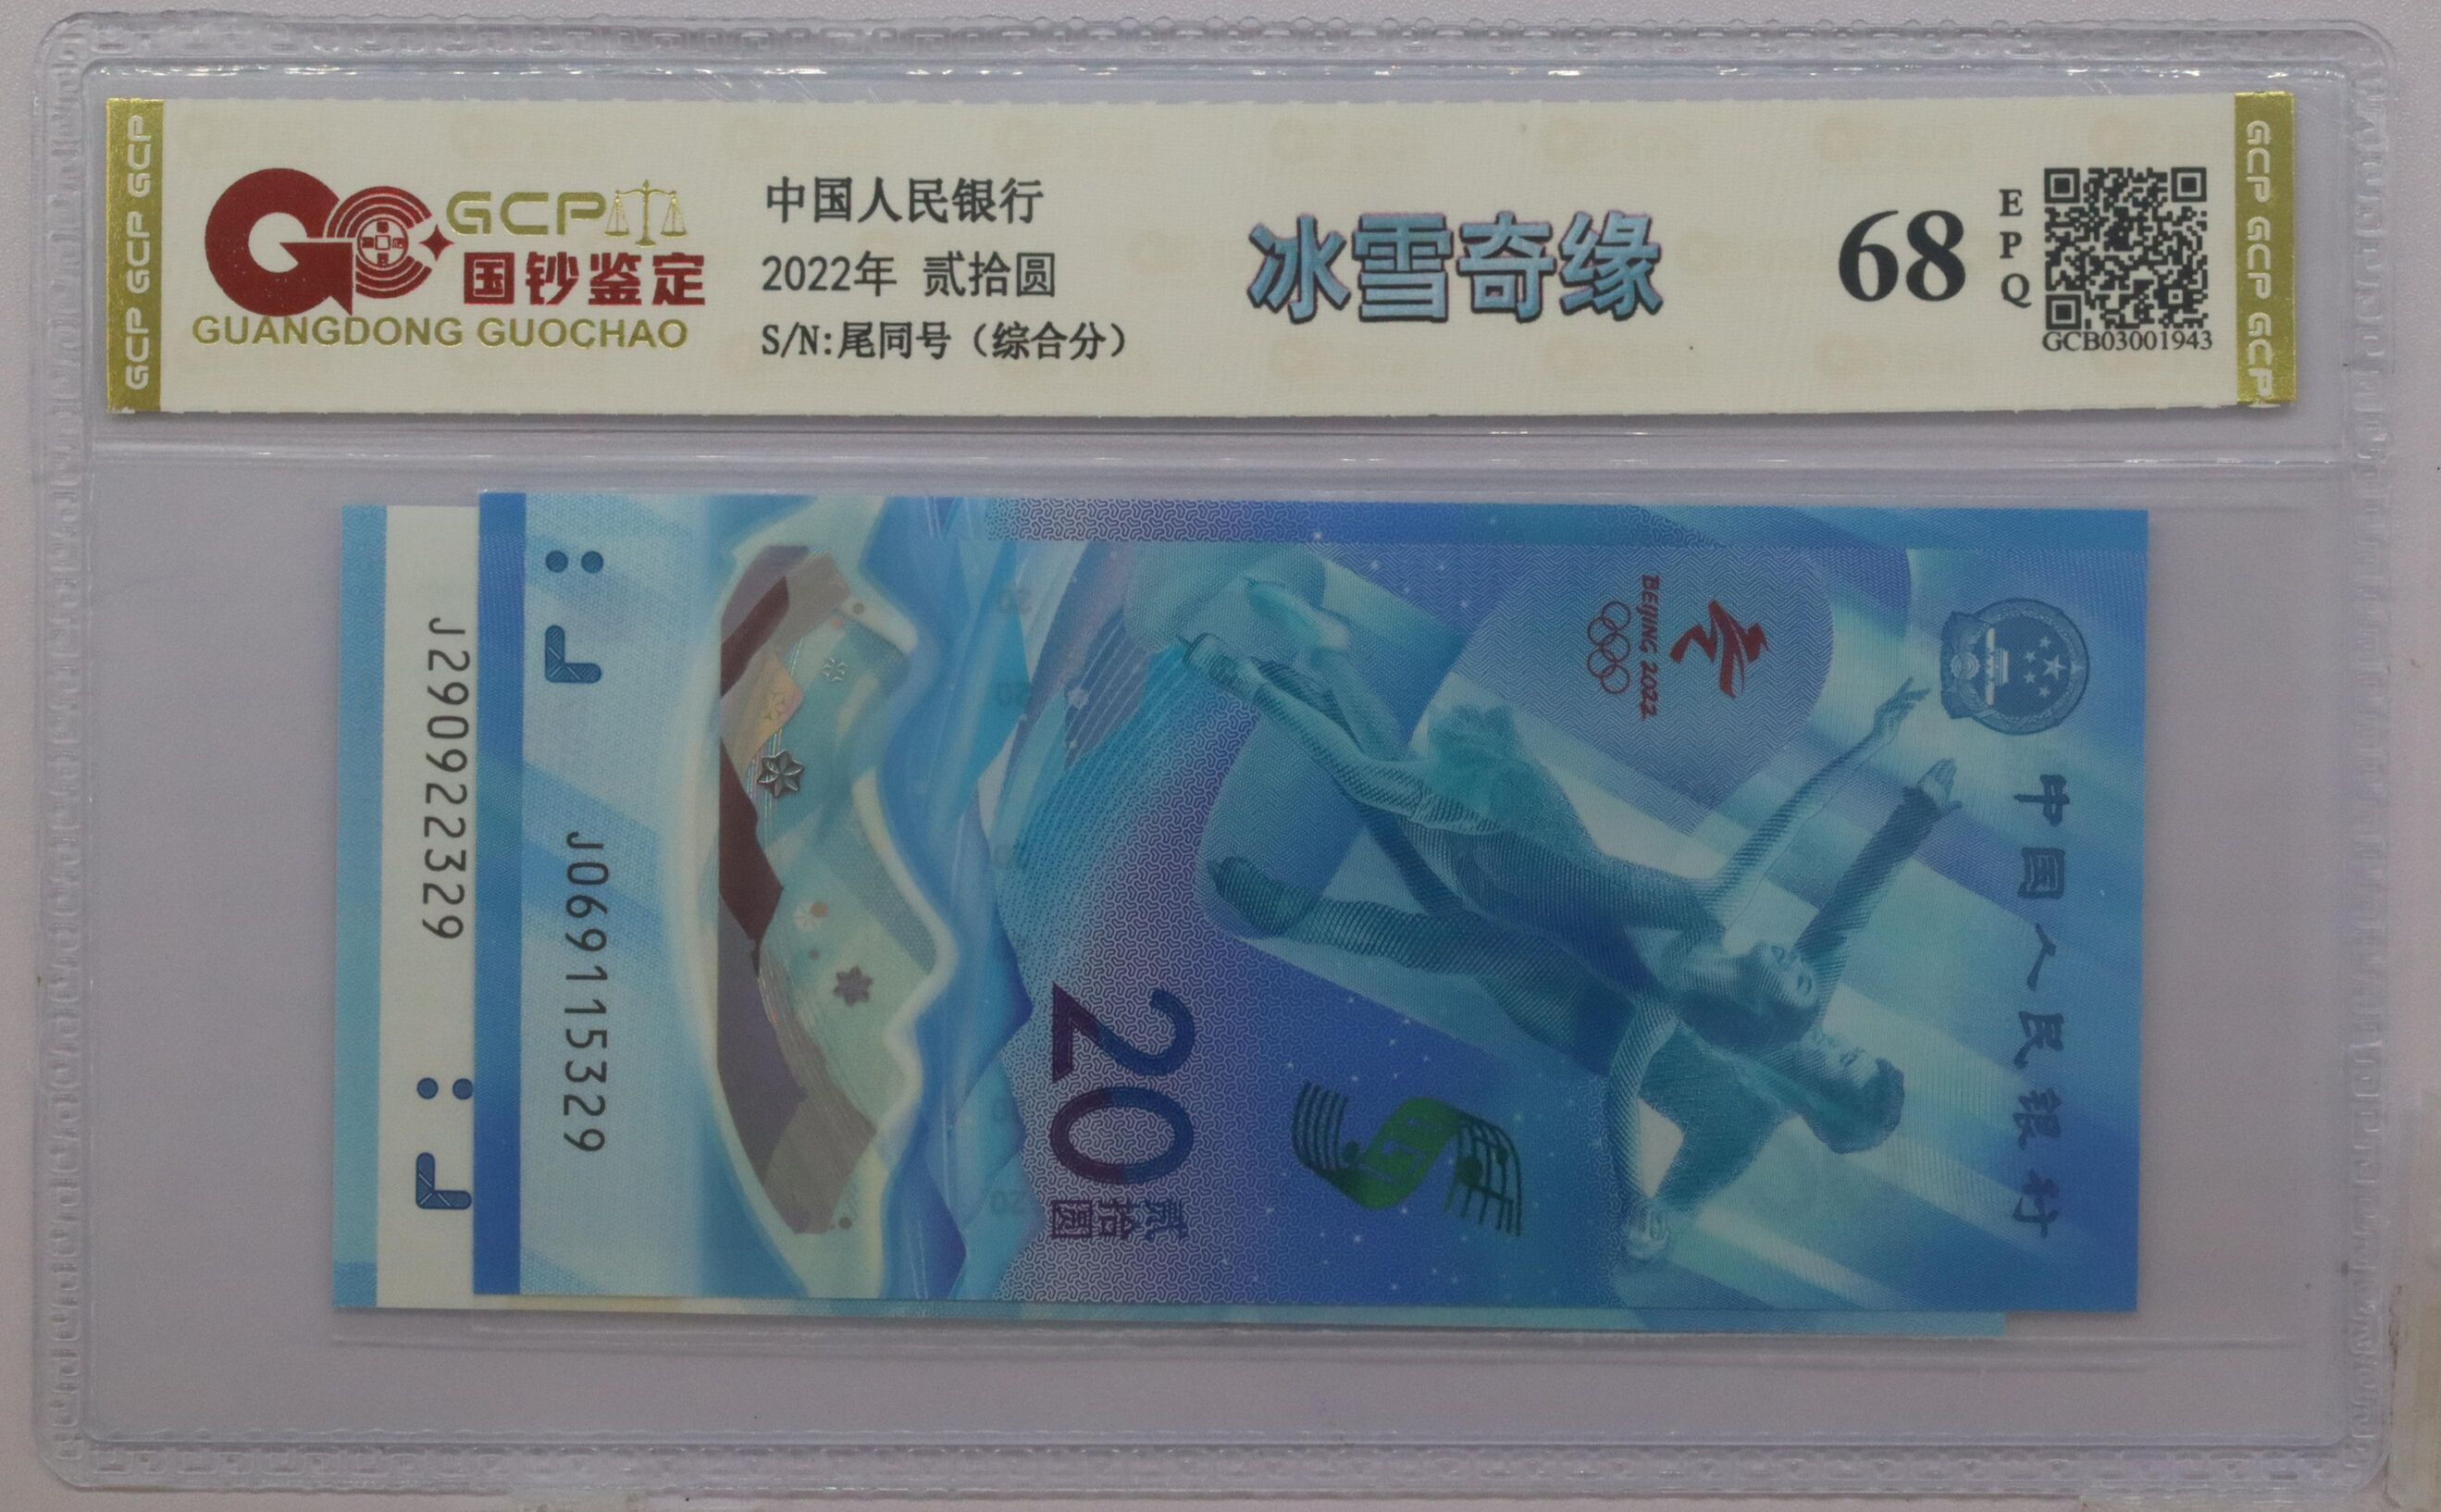 GCP GCP GCP
GCP
国钞鉴定
GUANGDONG GUOCHAO
中国人民银行
2022年 贰拾圆
S/N:尾同号（综合分）
冰雪奇缘
68
EPQ
GCB03001943
GCP GCP GCP
J290922329
J069115329
20
贰拾圆
BEIJING 2022
中国人民银行